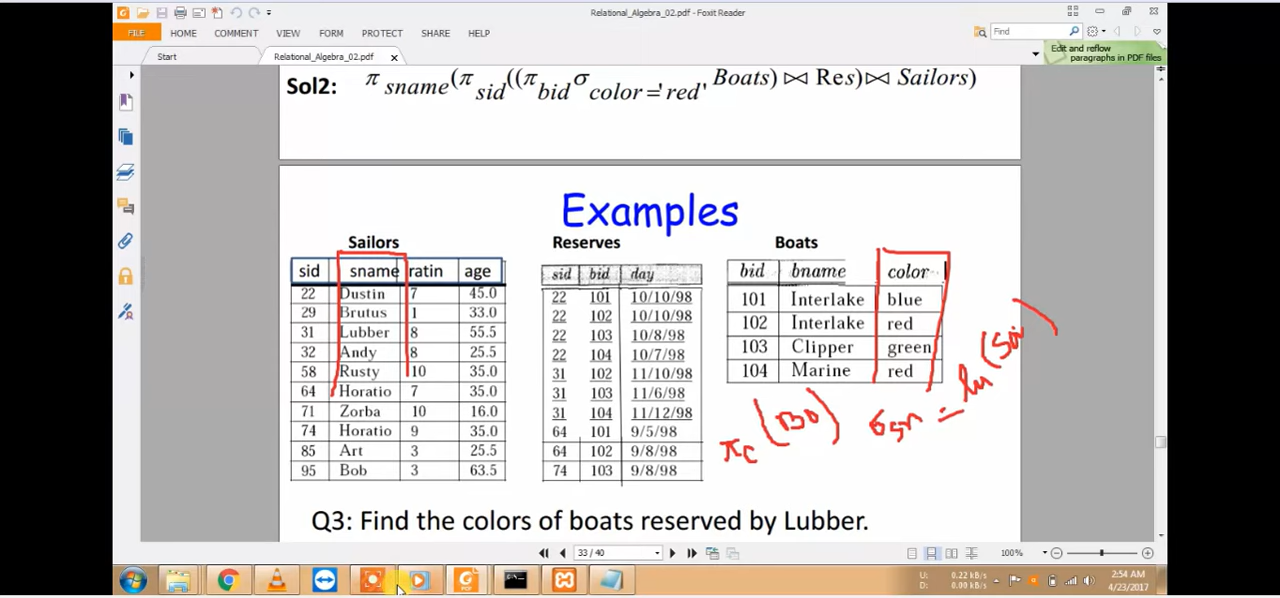 Relational_Algebra_02.pdf - Foxit Reader
FILE HOME COMMENT VIEW FORM PROTECT SHARE HELP
Find
Start Relational_Algebra_02.pdf x
Edit and reflow
paragraphs in PDF files
Sol2: π sname(π sid((π bid σ color='red' Boats) ⋈ Res) ⋈ Sailors)
Examples
Sailors
sid sname ratin age
22 Dustin 7 45.0
29 Brutus 1 33.0
31 Lubber 8 55.5
32 Andy 8 25.5
58 Rusty 10 35.0
64 Horatio 7 35.0
71 Zorba 10 16.0
74 Horatio 9 35.0
85 Art 3 25.5
95 Bob 3 63.5
Reserves
sid bid day
22 101 10/10/98
22 102 10/10/98
22 103 10/8/98
22 104 10/7/98
31 102 11/10/98
31 103 11/6/98
31 104 11/12/98
64 101 9/5/98
64 102 9/8/98
74 103 9/8/98
Boats
bid bname color
101 Interlake blue
102 Interlake red
103 Clipper green
104 Marine red
πc (Bo) σsn =
Q3: Find the colors of boats reserved by Lubber.
33 / 40
100%
U: 0.22 kB/s
D: 0.00 kB/s
2:54 AM
4/23/2017